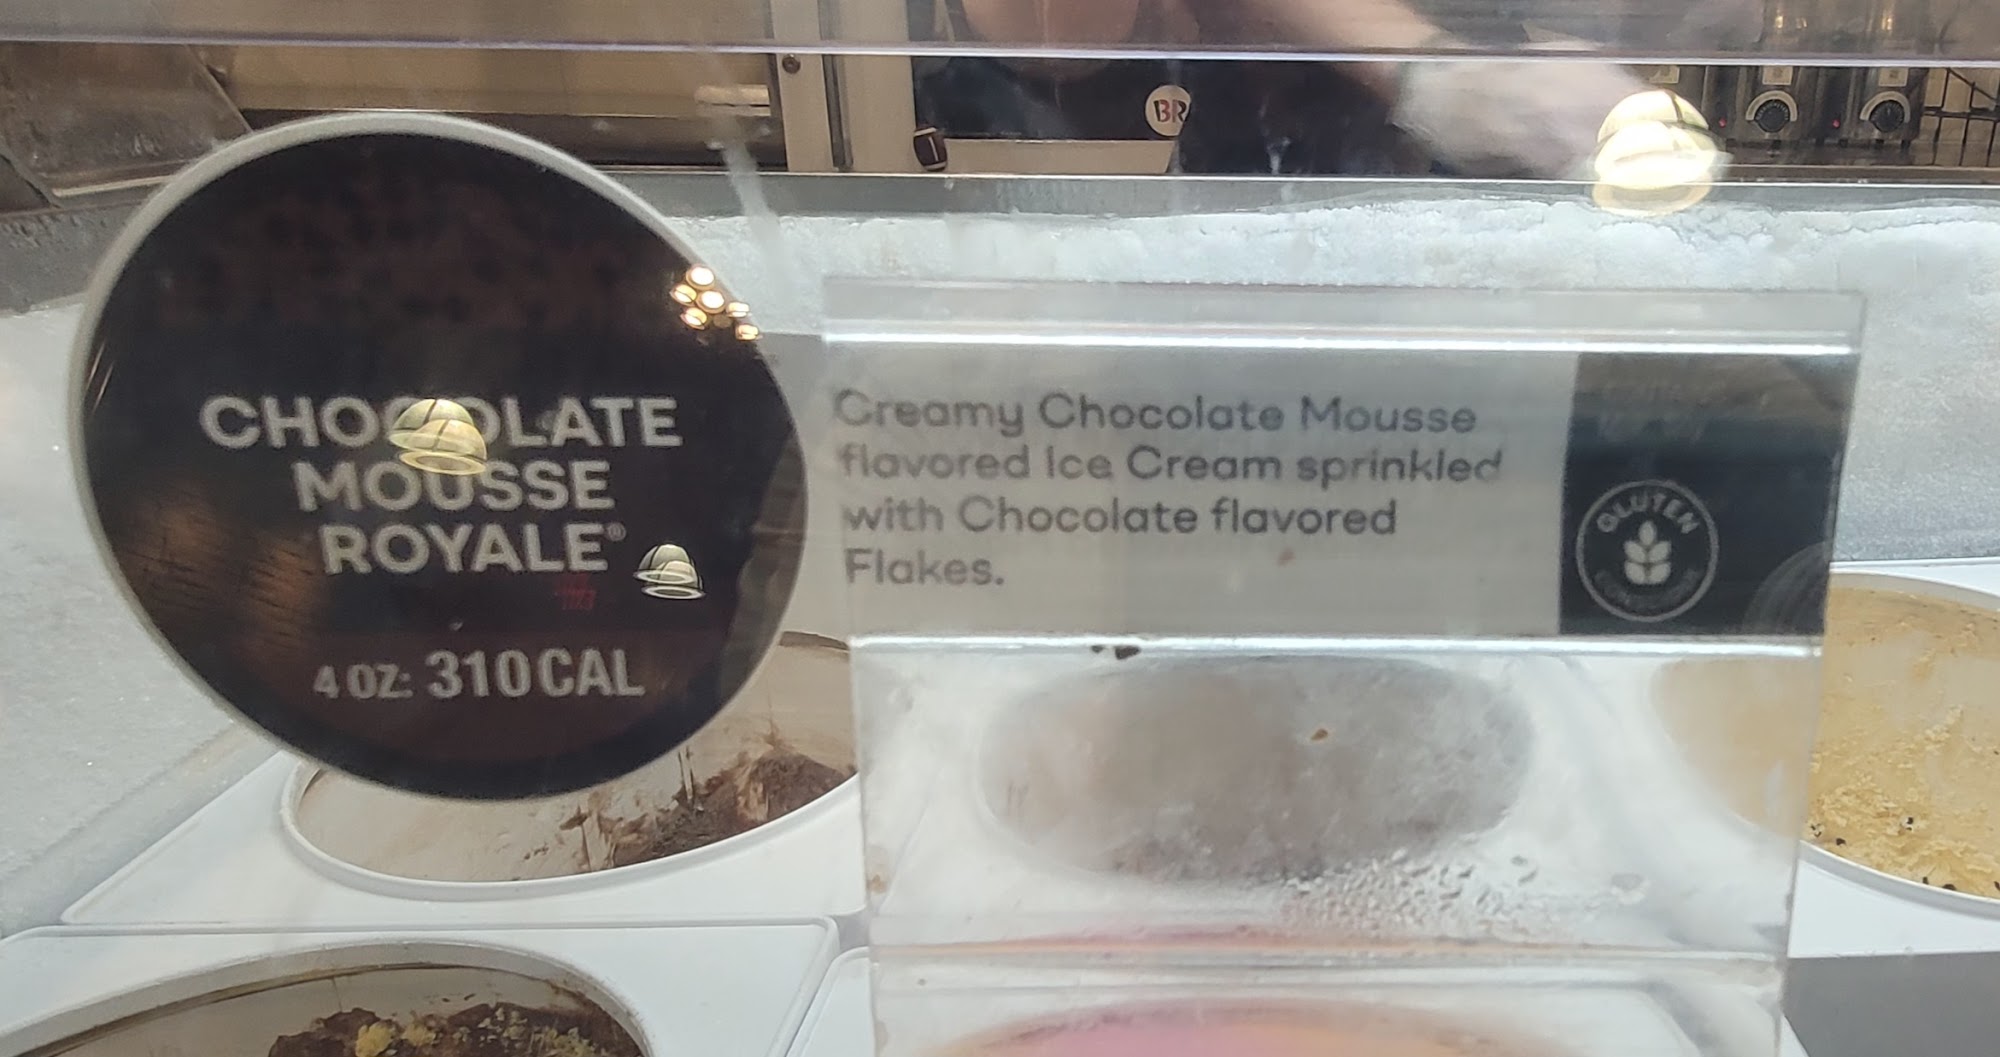 BR
CHOCOLATE
MOUSSE
ROYALE®
4 OZ: 310 CAL
Creamy Chocolate Mousse
flavored Ice Cream sprinkled
with Chocolate flavored
Flakes.
GLUTEN